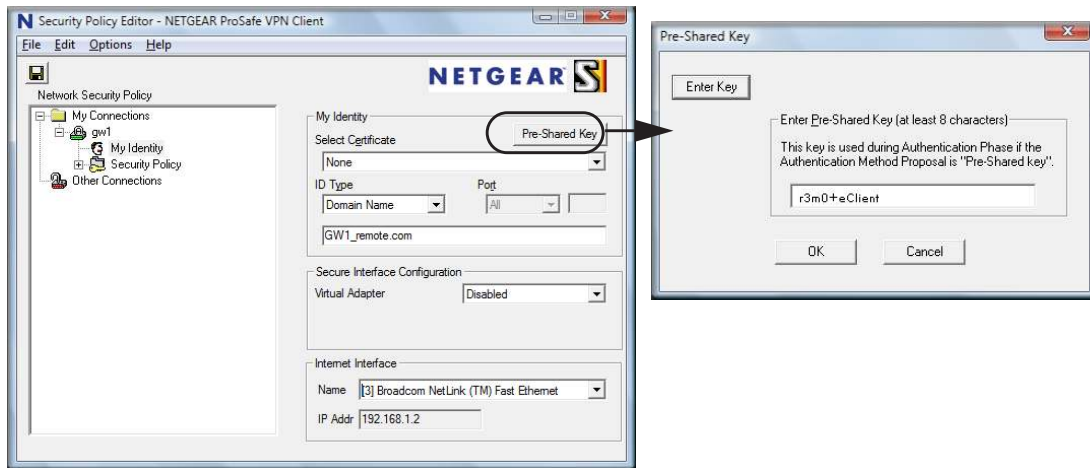 Security Policy Editor - NETGEAR ProSafe VPN Client
File Edit Options Help
NETGEAR
Network Security Policy
My Connections
gw1
My Identity
Security Policy
Other Connections
My Identity
Select Certificate
Pre-Shared Key
None
ID Type
Port
Domain Name
All
GW1_remote.com
Secure Interface Configuration
Virtual Adapter
Disabled
Internet Interface
Name
[3] Broadcom NetLink (TM) Fast Ethernet
IP Addr
192.168.1.2
Pre-Shared Key
Enter Key
Enter Pre-Shared Key (at least 8 characters)
This key is used during Authentication Phase if the
Authentication Method Proposal is "Pre-Shared key".
r3m0+eClient
OK
Cancel